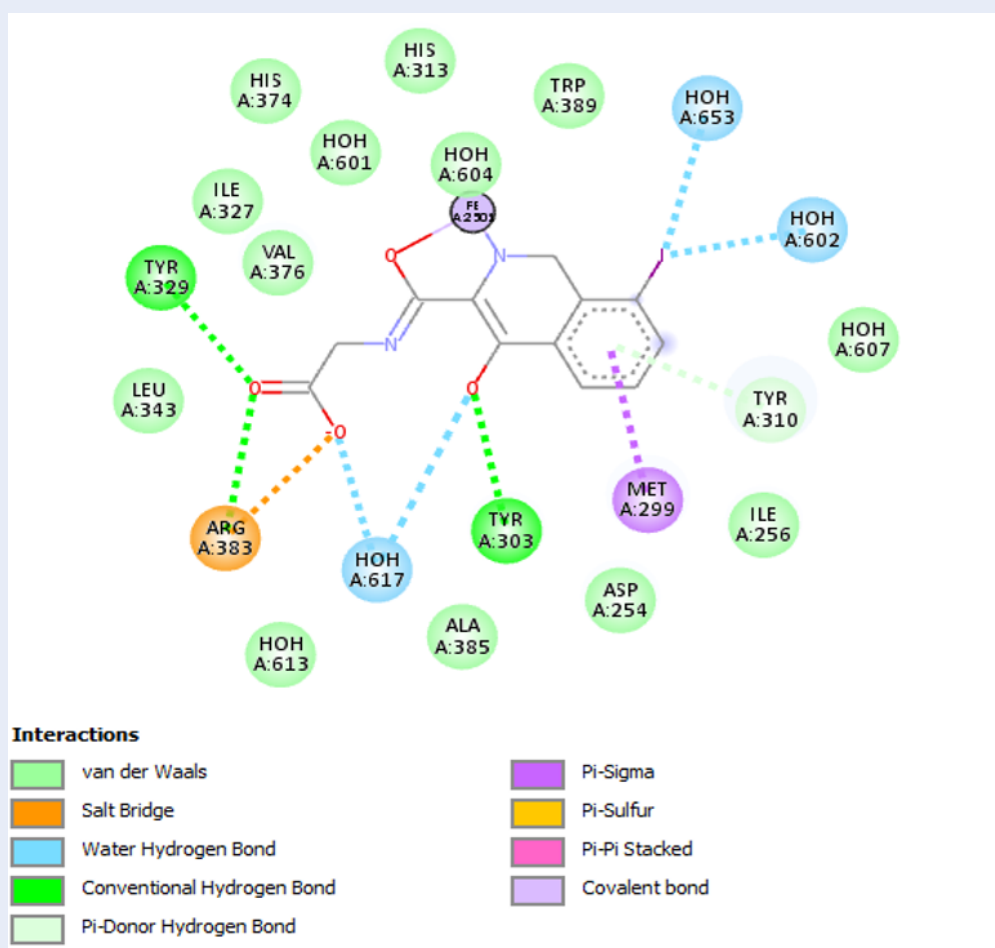 HIS
A:313
HIS
A:374
TRP
A:389
HOH
A:653
HOH
A:601
HOH
A:604
ILE
A:327
FE
A:2501
HOH
A:602
N
O
VAL
A:376
TYR
A:329
I
N
HOH
A:607
LEU
A:343
O
O
TYR
A:310
-O
MET
A:299
ARG
A:383
TYR
A:303
ILE
A:256
HOH
A:617
ASP
A:254
HOH
A:613
ALA
A:385
Interactions
van der Waals
Salt Bridge
Water Hydrogen Bond
Conventional Hydrogen Bond
Pi-Donor Hydrogen Bond
Pi-Sigma
Pi-Sulfur
Pi-Pi Stacked
Covalent bond